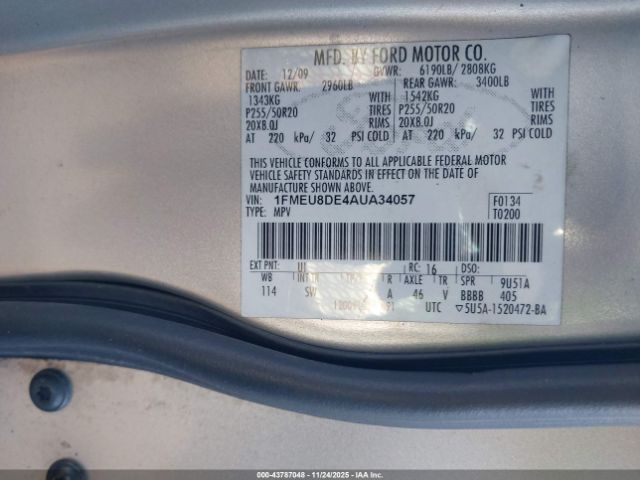 MFD. BY FORD MOTOR CO.
DATE: 12/09 GVWR: 6190LB/ 2808KG
FRONT GAWR: 2960LB REAR GAWR: 3400LB
1343KG WITH 1542KG WITH
P255/50R20 TIRES P255/50R20 TIRES
20X8.0J RIMS 20X8.0J RIMS
AT 220 kPa/ 32 PSI COLD AT 220 kPa/ 32 PSI COLD
THIS VEHICLE CONFORMS TO ALL APPLICABLE FEDERAL MOTOR
VEHICLE SAFETY STANDARDS IN EFFECT ON THE DATE OF
MANUFACTURE SHOWN ABOVE.
VIN: 1FMEU8DE4AUA34057 F0134
TYPE: MPV T0200
EXT PNT: RC: 16 DSO:
WB INT TR R AXLE TR SPR 9U51A
114 SW A 46 V BBBB 405
UTC ▽5U5A-1520472-BA
000-43787048 - 11/24/2025 - IAAI.CA